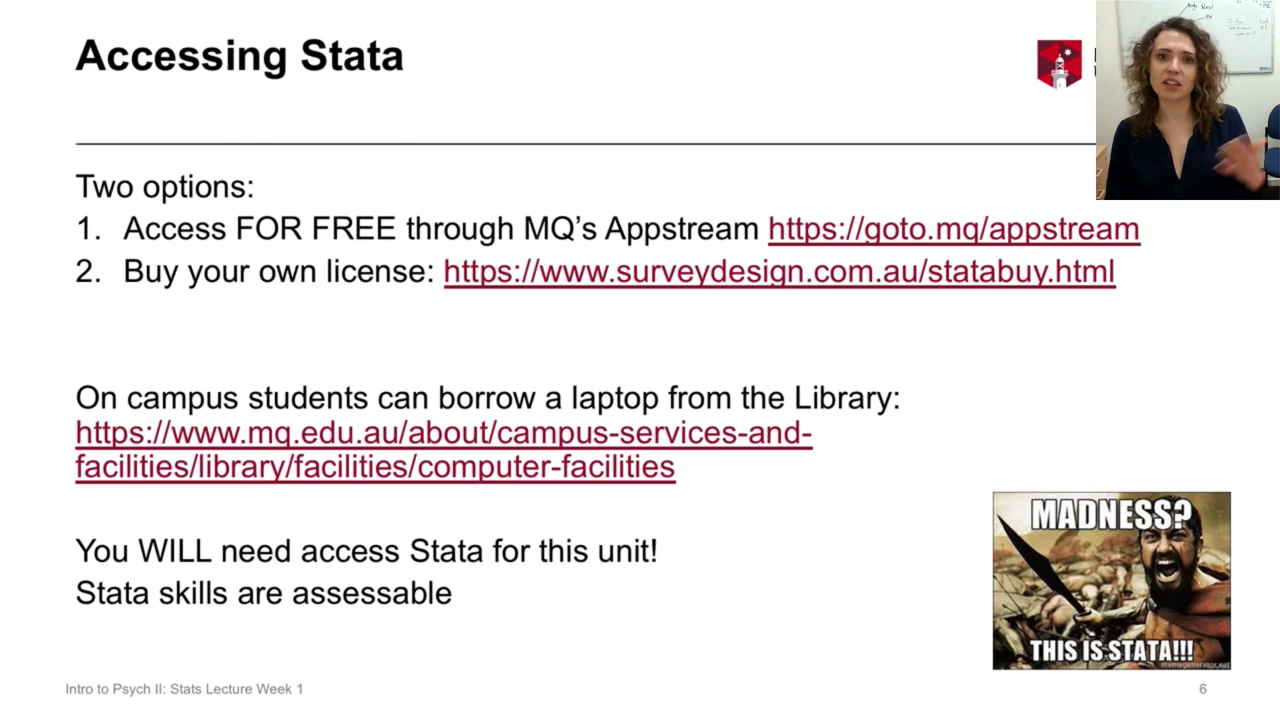 Accessing Stata
Two options:
1. Access FOR FREE through MQ’s Appstream https://goto.mq/appstream
2. Buy your own license: https://www.surveydesign.com.au/statabuy.html
On campus students can borrow a laptop from the Library:
https://www.mq.edu.au/about/campus-services-and-
facilities/library/facilities/computer-facilities
You WILL need access Stata for this unit!
Stata skills are assessable
MADNESS?
THIS IS STATA!!!
memegenerator.net
Intro to Psych II: Stats Lecture Week 1
6